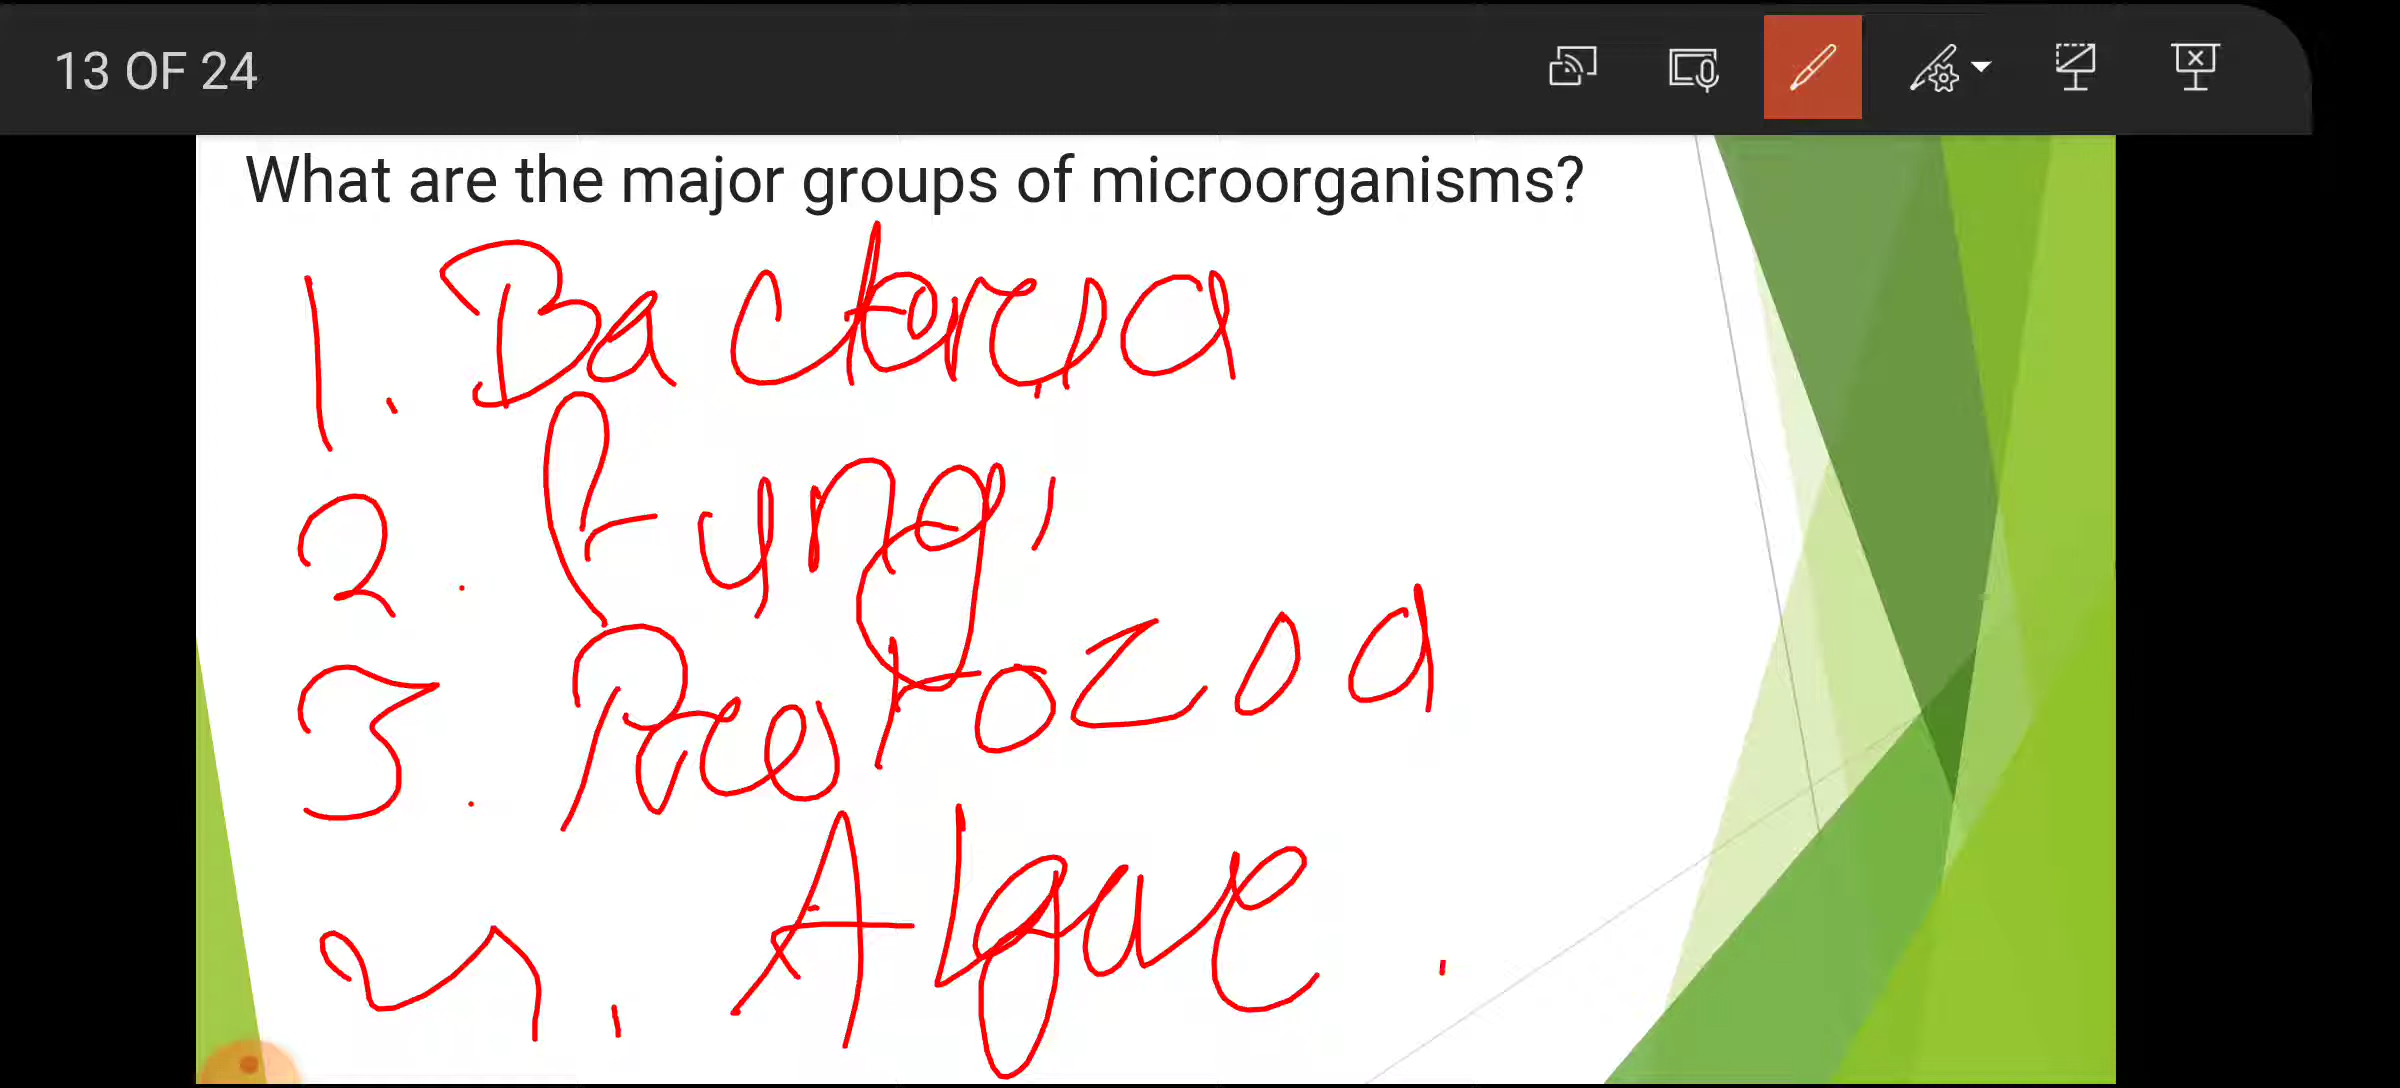 13 OF 24
What are the major groups of microorganisms?
1. Bacteria
2. Fungi
3. Protozoa
4. Algae.